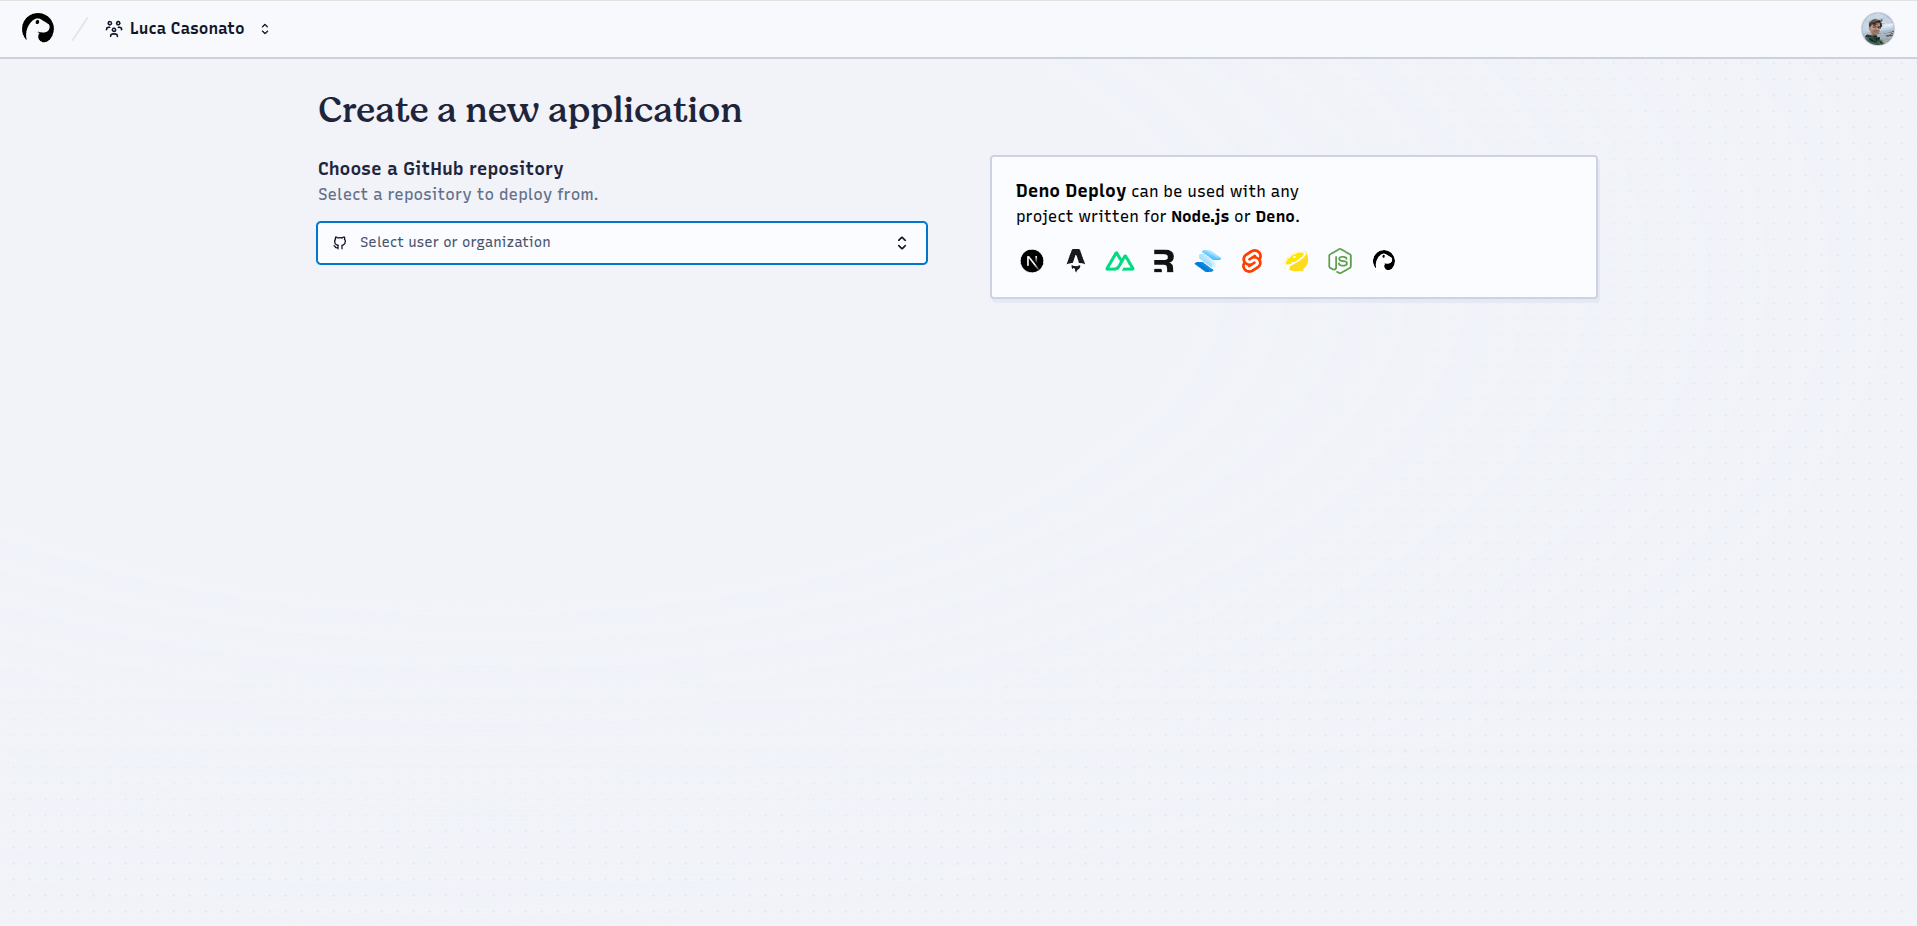 Luca Casonato
Create a new application
Choose a GitHub repository
Select a repository to deploy from.
Select user or organization
Deno Deploy can be used with any
project written for Node.js or Deno.